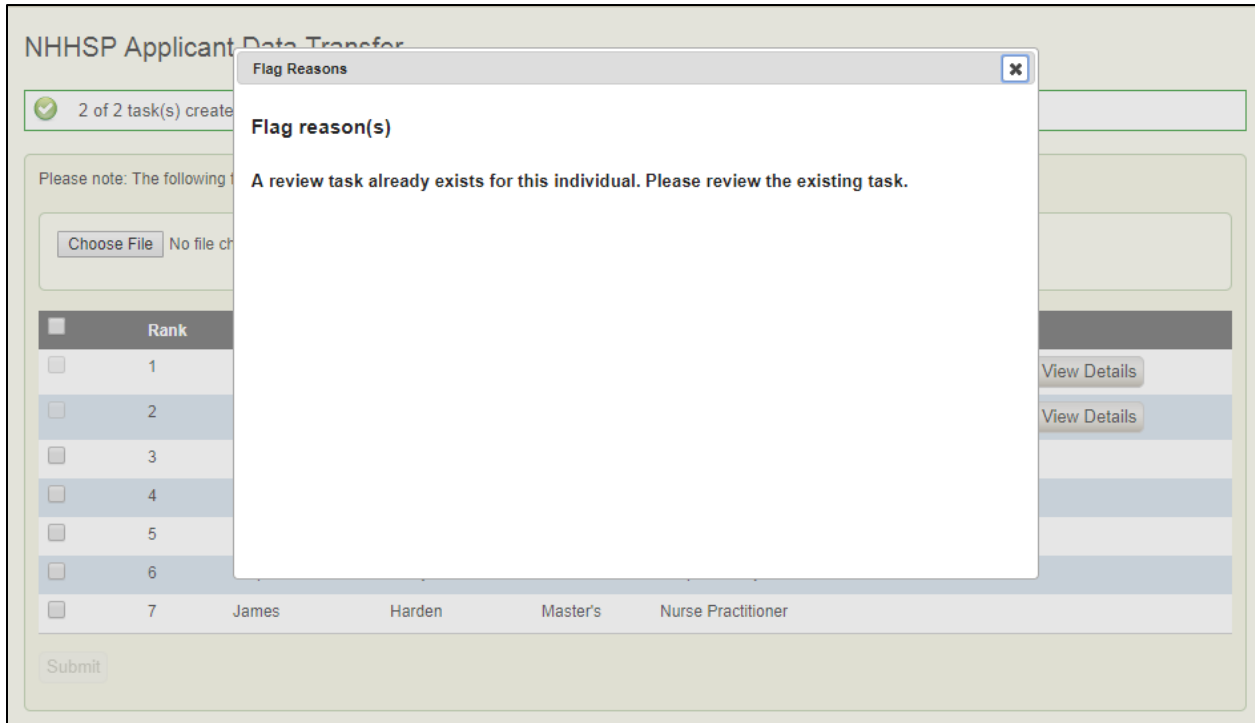 NHHSP Applicant Data Transfer
Flag Reasons
2 of 2 task(s) create
Flag reason(s)
Please note: The following
A review task already exists for this individual. Please review the existing task.
Choose File No file ch
Rank
1 View Details
2 View Details
3
4
5
6
7 James Harden Master's Nurse Practitioner
Submit